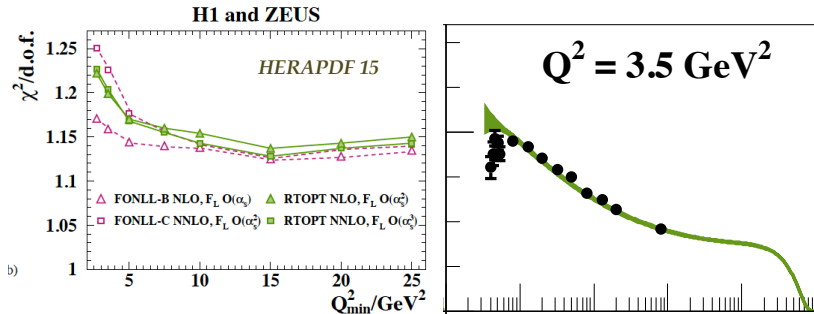 H1 and ZEUS
χ²/d.o.f.
1.25
1.2
1.15
1.1
1.05
1
HERAPDF 15
FONLL-B NLO, F_L O(α_s)
FONLL-C NNLO, F_L O(α_s²)
RTOPT NLO, F_L O(α_s²)
RTOPT NNLO, F_L O(α_s³)
5 10 15 20 25
Q²_min/GeV²
b)
Q² = 3.5 GeV²